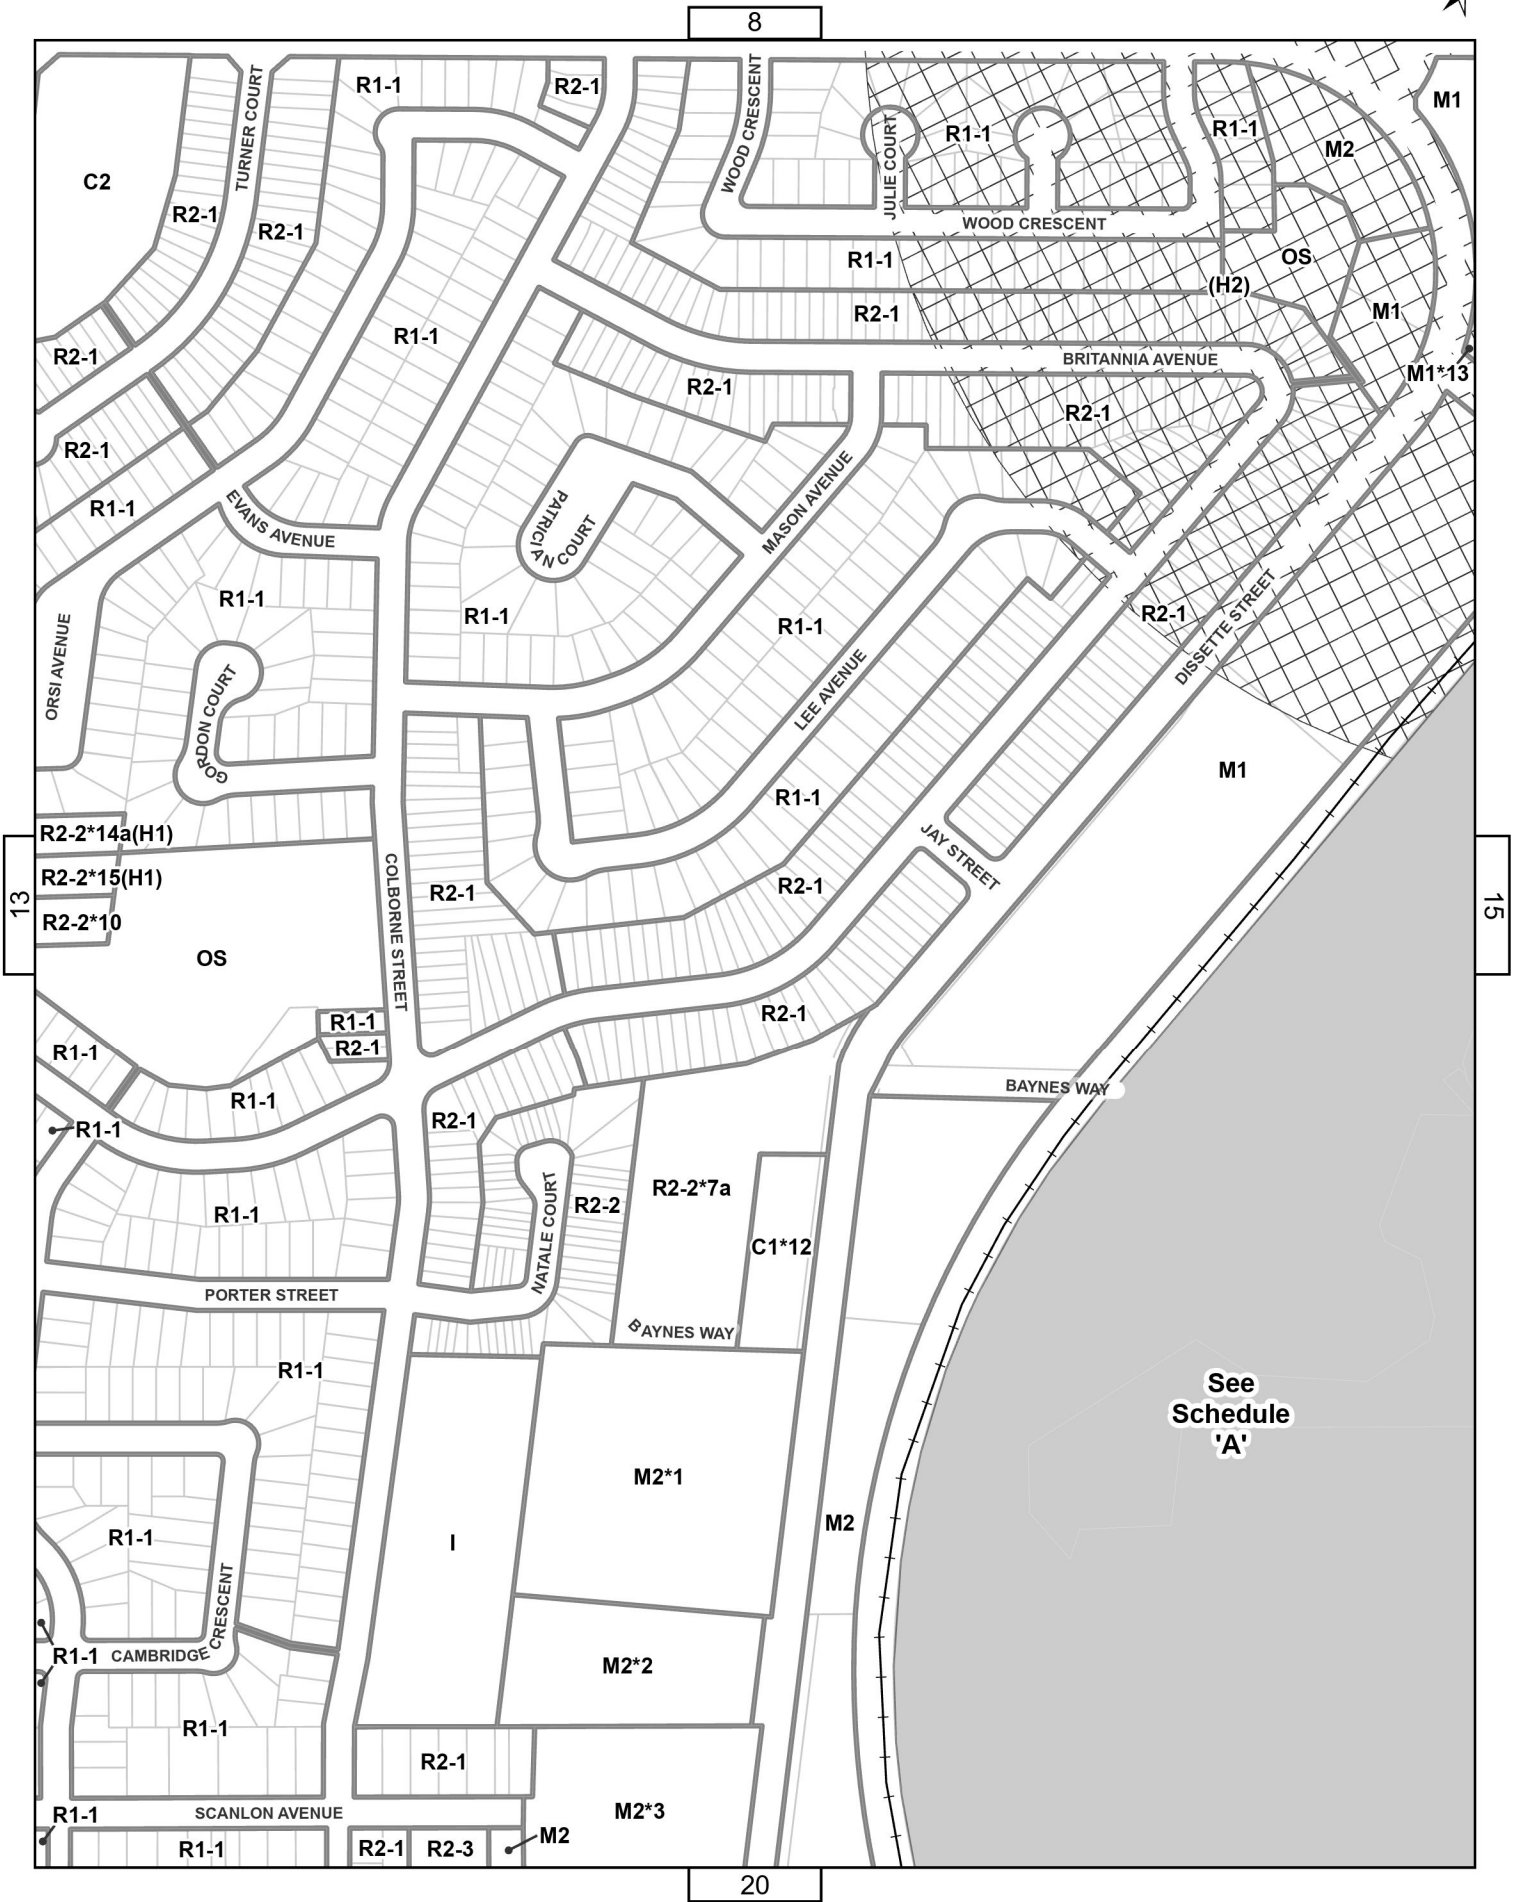 8
R1-1
R2-1
TURNER COURT
WOOD CRESCENT
JULIE COURT
R1-1
R1-1
M1
M2
C2
R2-1
R2-1
WOOD CRESCENT
R1-1
OS
(H2)
M1
R2-1
R1-1
R2-1
BRITANNIA AVENUE
M1*13
R2-1
R2-1
R2-1
R1-1
EVANS AVENUE
PATRICIAN COURT
MASON AVENUE
R1-1
R1-1
R1-1
R2-1
DISSETTE STREET
ORSI AVENUE
GORDON COURT
LEE AVENUE
M1
R1-1
R2-2*14a(H1)
JAY STREET
R2-2*15(H1)
R2-1
R2-1
13
15
R2-2*10
COLBORNE STREET
OS
R2-1
R1-1
R2-1
R1-1
BAYNES WAY
R1-1
R2-1
R1-1
R2-2*7a
R2-2
NATALE COURT
R1-1
C1*12
PORTER STREET
BAYNES WAY
R1-1
See
Schedule
'A'
M2*1
M2
R1-1
I
CAMBRIDGE CRESCENT
R1-1
M2*2
R1-1
R2-1
SCANLON AVENUE
R1-1
M2*3
M2
R1-1
R2-1
R2-3
20